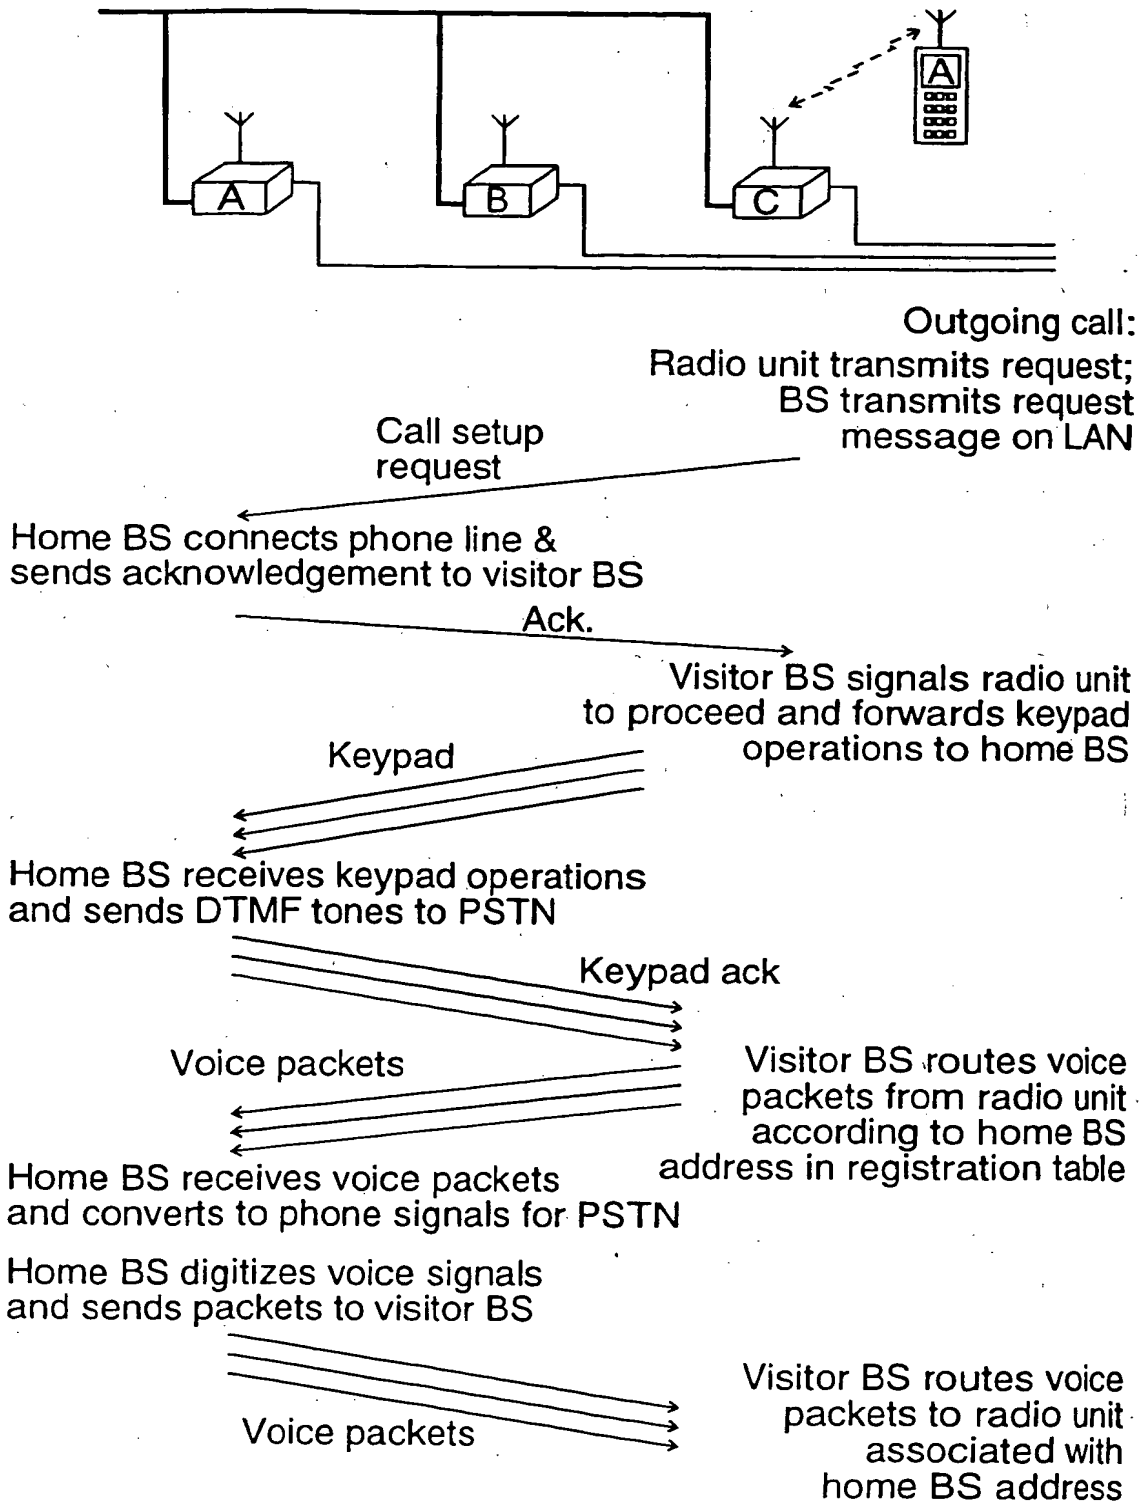 A
A
B
C
Outgoing call:
Radio unit transmits request;
BS transmits request
message on LAN
Call setup
request
Home BS connects phone line &
sends acknowledgement to visitor BS
Ack.
Visitor BS signals radio unit
to proceed and forwards keypad
operations to home BS
Keypad
Home BS receives keypad operations
and sends DTMF tones to PSTN
Keypad ack
Voice packets
Visitor BS routes voice
packets from radio unit
according to home BS
address in registration table
Home BS receives voice packets
and converts to phone signals for PSTN
Home BS digitizes voice signals
and sends packets to visitor BS
Voice packets
Visitor BS routes voice
packets to radio unit
associated with
home BS address